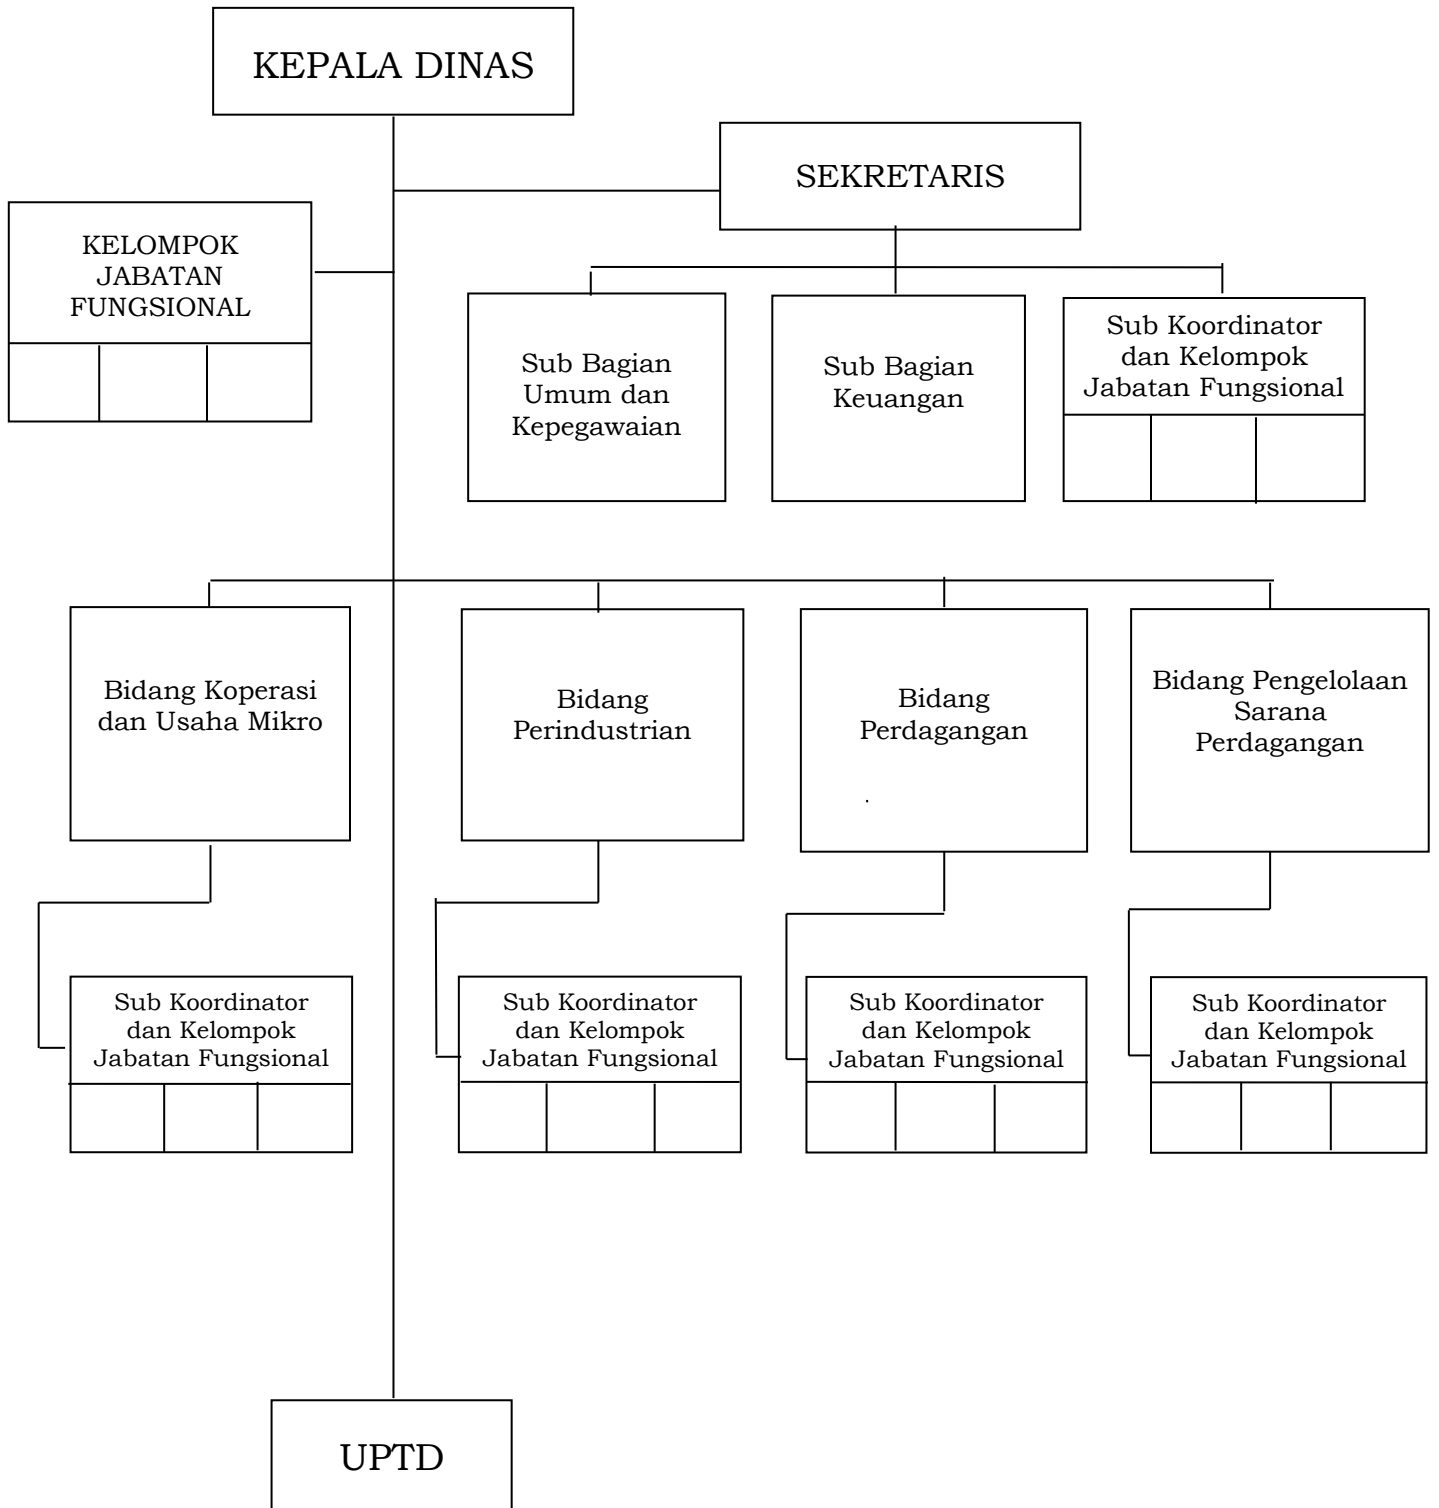 KEPALA DINAS
SEKRETARIS
KELOMPOK
JABATAN
FUNGSIONAL
Sub Bagian
Umum dan
Kepegawaian
Sub Bagian
Keuangan
Sub Koordinator
dan Kelompok
Jabatan Fungsional
Bidang Koperasi
dan Usaha Mikro
Bidang
Perindustrian
Bidang
Perdagangan
.
Bidang Pengelolaan
Sarana
Perdagangan
Sub Koordinator
dan Kelompok
Jabatan Fungsional
Sub Koordinator
dan Kelompok
Jabatan Fungsional
Sub Koordinator
dan Kelompok
Jabatan Fungsional
Sub Koordinator
dan Kelompok
Jabatan Fungsional
UPTD